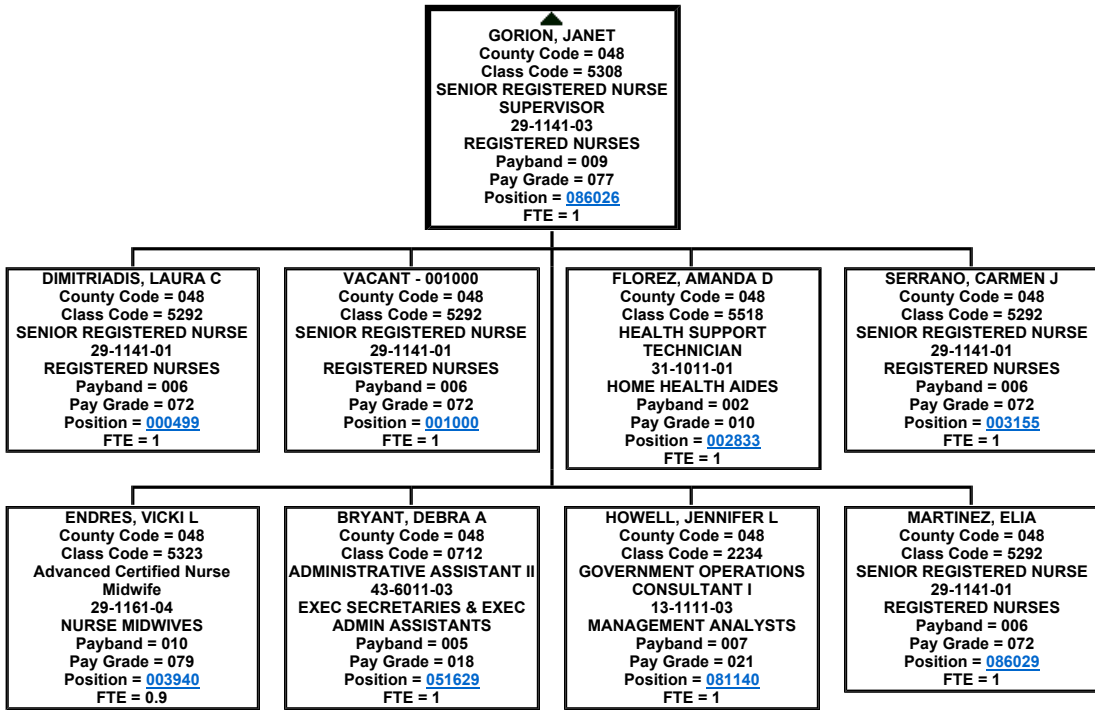 GORION, JANET
County Code = 048
Class Code = 5308
SENIOR REGISTERED NURSE
SUPERVISOR
29-1141-03
REGISTERED NURSES
Payband = 009
Pay Grade = 077
Position = 086026
FTE = 1
DIMITRIADIS, LAURA C
County Code = 048
Class Code = 5292
SENIOR REGISTERED NURSE
29-1141-01
REGISTERED NURSES
Payband = 006
Pay Grade = 072
Position = 000499
FTE = 1
VACANT - 001000
County Code = 048
Class Code = 5292
SENIOR REGISTERED NURSE
29-1141-01
REGISTERED NURSES
Payband = 006
Pay Grade = 072
Position = 001000
FTE = 1
FLOREZ, AMANDA D
County Code = 048
Class Code = 5518
HEALTH SUPPORT
TECHNICIAN
31-1011-01
HOME HEALTH AIDES
Payband = 002
Pay Grade = 010
Position = 002833
FTE = 1
SERRANO, CARMEN J
County Code = 048
Class Code = 5292
SENIOR REGISTERED NURSE
29-1141-01
REGISTERED NURSES
Payband = 006
Pay Grade = 072
Position = 003155
FTE = 1
ENDRES, VICKI L
County Code = 048
Class Code = 5323
Advanced Certified Nurse
Midwife
29-1161-04
NURSE MIDWIVES
Payband = 010
Pay Grade = 079
Position = 003940
FTE = 0.9
BRYANT, DEBRA A
County Code = 048
Class Code = 0712
ADMINISTRATIVE ASSISTANT II
43-6011-03
EXEC SECRETARIES & EXEC
ADMIN ASSISTANTS
Payband = 005
Pay Grade = 018
Position = 051629
FTE = 1
HOWELL, JENNIFER L
County Code = 048
Class Code = 2234
GOVERNMENT OPERATIONS
CONSULTANT I
13-1111-03
MANAGEMENT ANALYSTS
Payband = 007
Pay Grade = 021
Position = 081140
FTE = 1
MARTINEZ, ELIA
County Code = 048
Class Code = 5292
SENIOR REGISTERED NURSE
29-1141-01
REGISTERED NURSES
Payband = 006
Pay Grade = 072
Position = 086029
FTE = 1